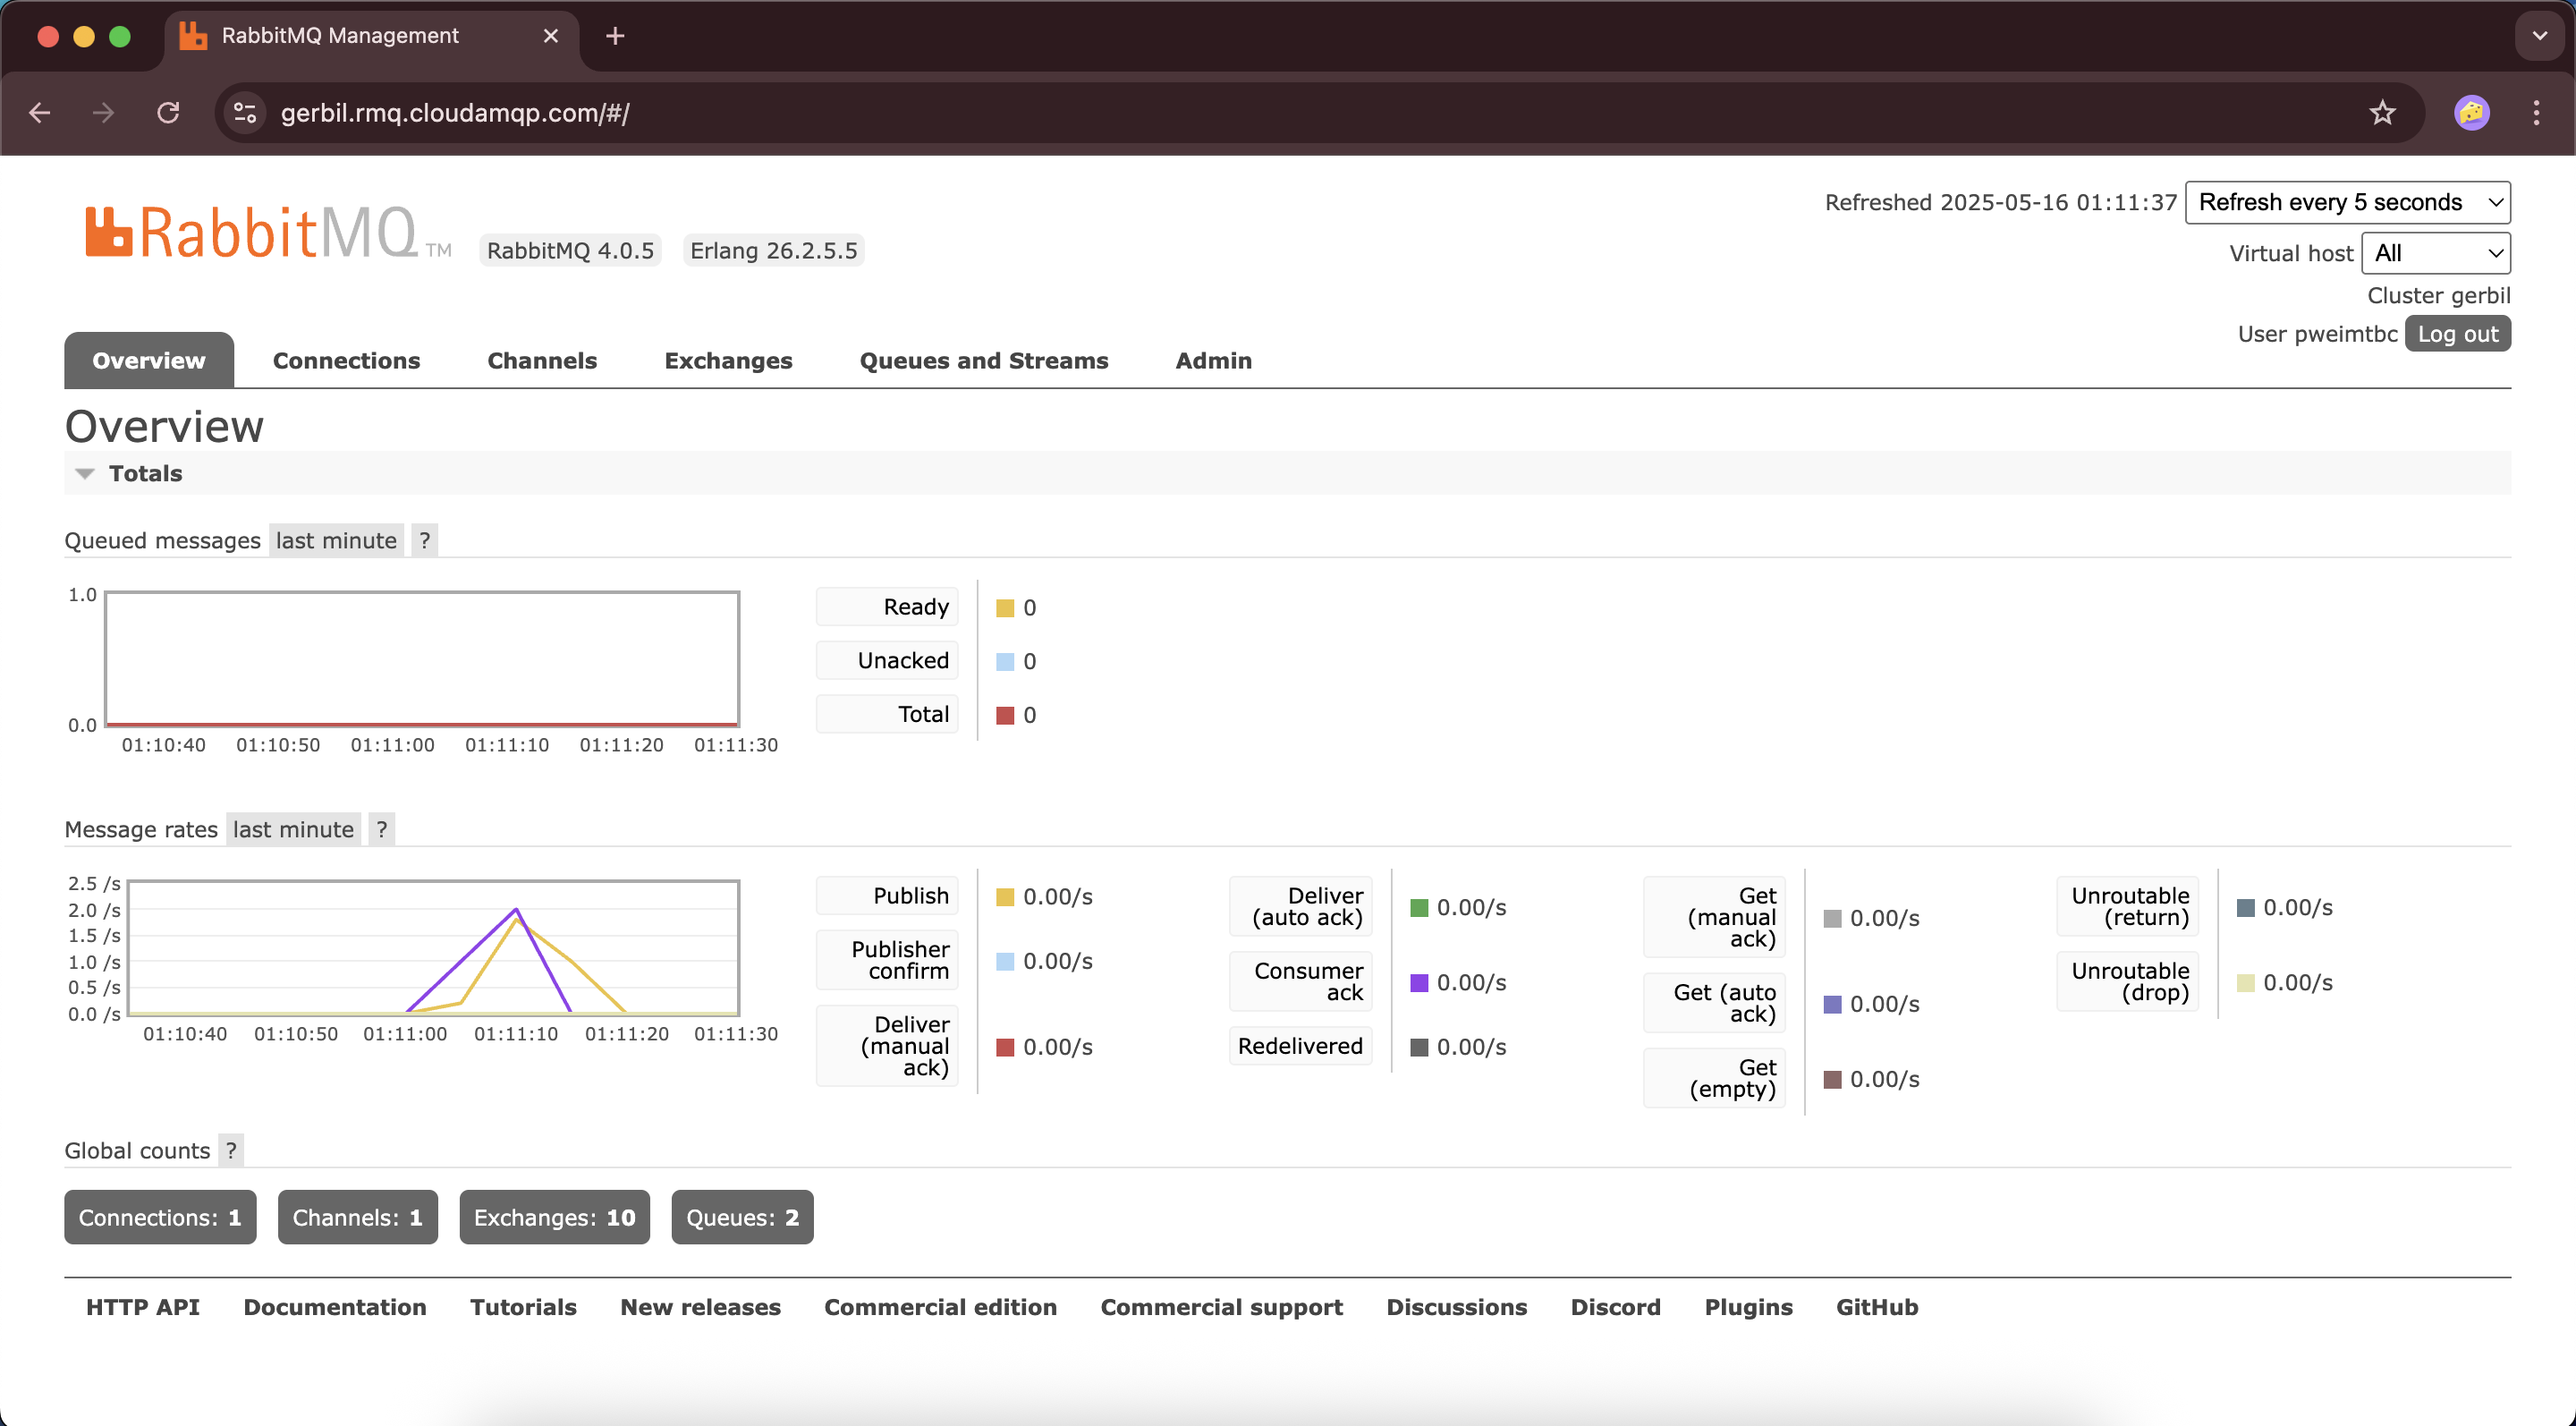 RabbitMQ Management
gerbil.rmq.cloudamqp.com/#/
RabbitMQ TM
RabbitMQ 4.0.5 Erlang 26.2.5.5
Refreshed 2025-05-16 01:11:37 Refresh every 5 seconds
Virtual host All
Cluster gerbil
User pweimtbc Log out
Overview Connections Channels Exchanges Queues and Streams Admin
Overview
Totals
Queued messages last minute ?
1.0
0.0
01:10:40 01:10:50 01:11:00 01:11:10 01:11:20 01:11:30
Ready 0
Unacked 0
Total 0
Message rates last minute ?
2.5 /s
2.0 /s
1.5 /s
1.0 /s
0.5 /s
0.0 /s
01:10:40 01:10:50 01:11:00 01:11:10 01:11:20 01:11:30
Publish 0.00/s
Publisher
confirm 0.00/s
Deliver
(manual
ack) 0.00/s
Deliver
(auto ack) 0.00/s
Consumer
ack 0.00/s
Redelivered 0.00/s
Get
(manual
ack) 0.00/s
Get (auto
ack) 0.00/s
Get
(empty) 0.00/s
Unroutable
(return) 0.00/s
Unroutable
(drop) 0.00/s
Global counts ?
Connections: 1 Channels: 1 Exchanges: 10 Queues: 2
HTTP API Documentation Tutorials New releases Commercial edition Commercial support Discussions Discord Plugins GitHub